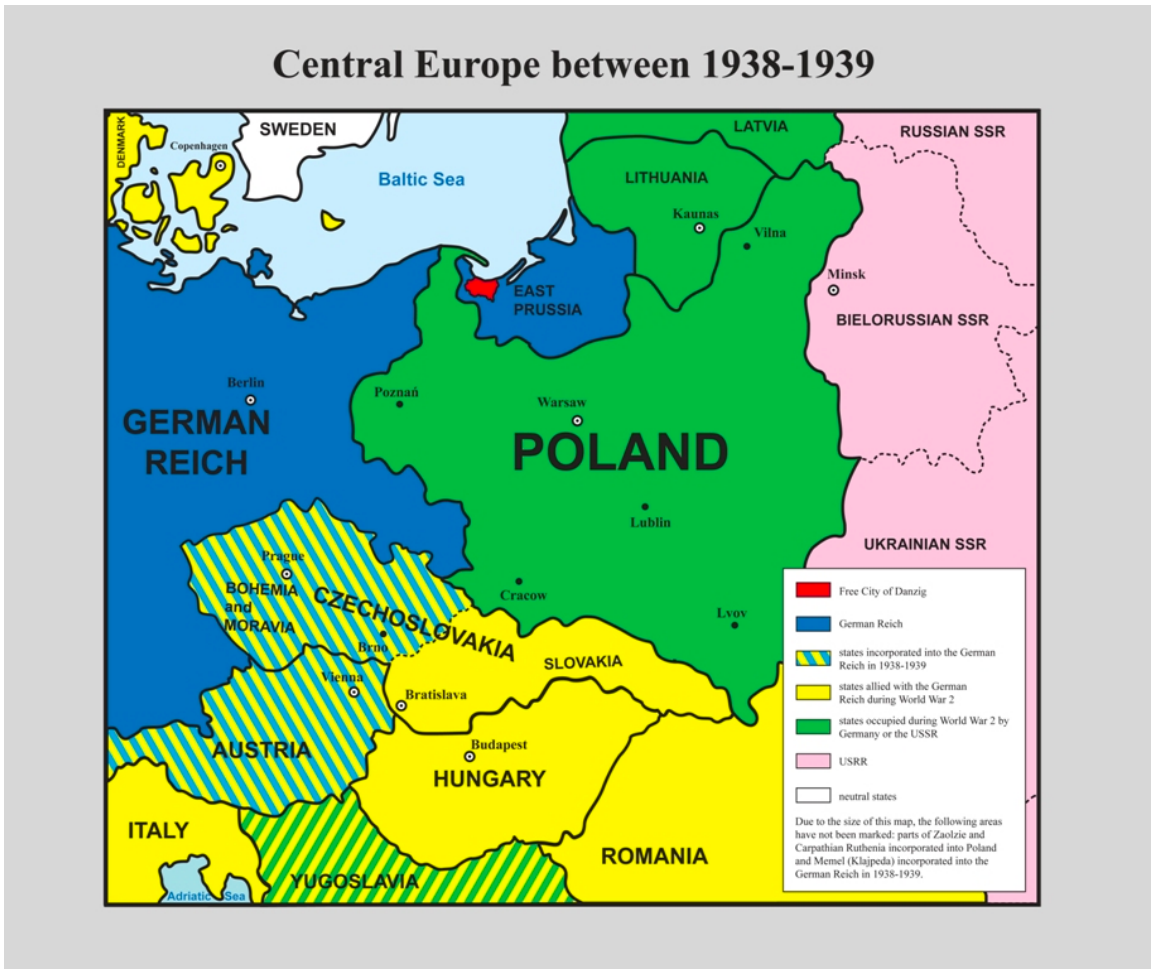 Central Europe between 1938-1939
DENMARK
Copenhagen
SWEDEN
Baltic Sea
LATVIA
RUSSIAN SSR
LITHUANIA
Kaunas
Vilna
Minsk
BIELORUSSIAN SSR
EAST
PRUSSIA
Berlin
GERMAN
REICH
Poznań
Warsaw
POLAND
Lublin
UKRAINIAN SSR
Prague
BOHEMIA
and
MORAVIA
CZECHOSLOVAKIA
Brno
Cracow
Lvov
SLOVAKIA
Vienna
Bratislava
AUSTRIA
Budapest
HUNGARY
ITALY
ROMANIA
YUGOSLAVIA
Adriatic Sea
Free City of Danzig
German Reich
states incorporated into the German
Reich in 1938-1939
states allied with the German
Reich during World War 2
states occupied during World War 2 by
Germany or the USSR
USRR
neutral states
Due to the size of this map, the following areas
have not been marked: parts of Zaolzie and
Carpathian Ruthenia incorporated into Poland
and Memel (Klajpeda) incorporated into the
German Reich in 1938-1939.